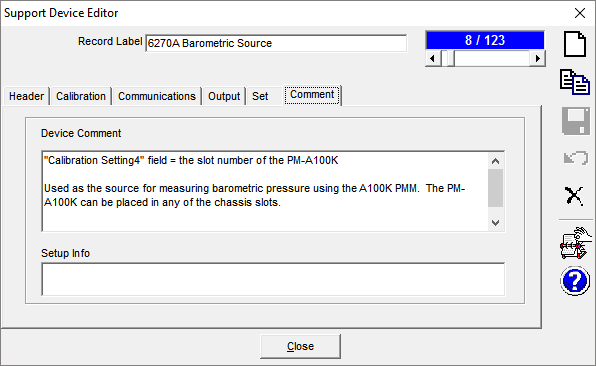 Support Device Editor
Record Label 6270A Barometric Source
8 / 123
Header Calibration Communications Output Set Comment
Device Comment
"Calibration Setting4" field = the slot number of the PM-A100K
Used as the source for measuring barometric pressure using the A100K PMM.  The PM-
A100K can be placed in any of the chassis slots.
Setup Info
Close